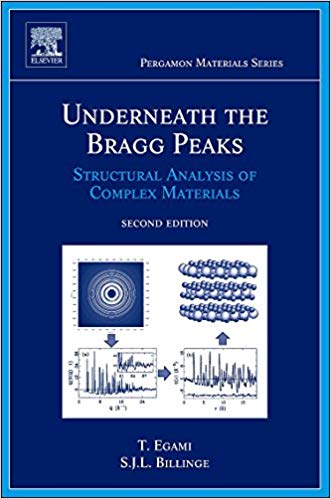 ELSEVIER
PERGAMON MATERIALS SERIES
UNDERNEATH THE
BRAGG PEAKS
STRUCTURAL ANALYSIS OF
COMPLEX MATERIALS
SECOND EDITION
(a)
(b)
T. EGAMI
S.J.L. BILLINGE